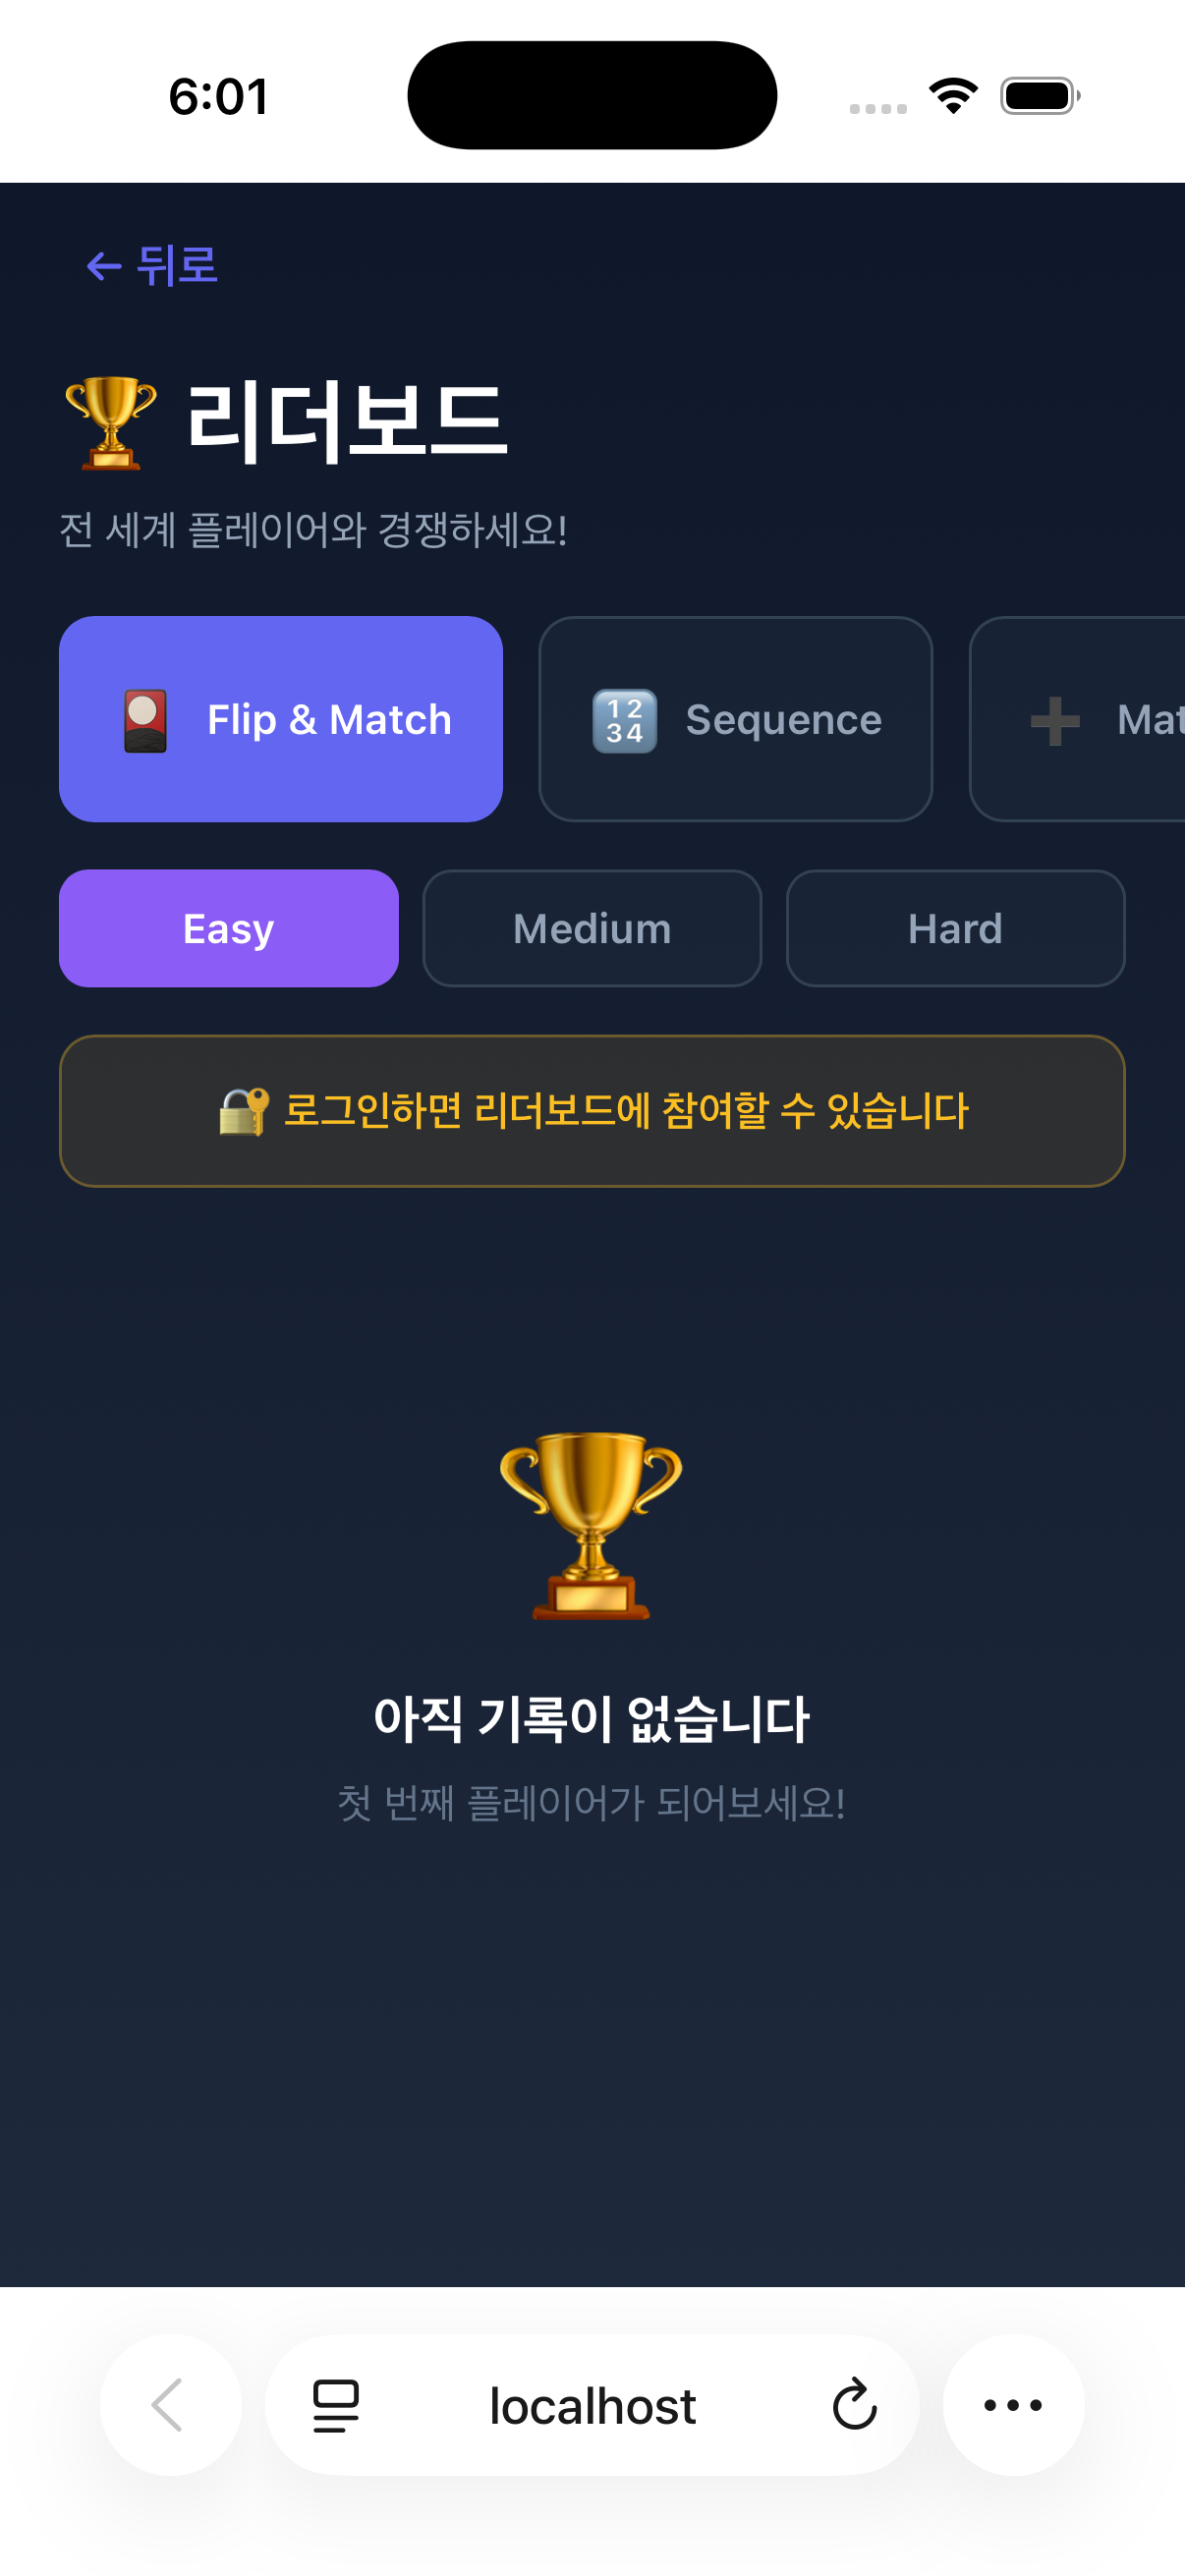 6:01
← 뒤로
🏆 리더보드
전 세계 플레이어와 경쟁하세요!
🎴 Flip & Match
🔢 Sequence
➕ Mat
Easy
Medium
Hard
🔐 로그인하면 리더보드에 참여할 수 있습니다
아직 기록이 없습니다
첫 번째 플레이어가 되어보세요!
localhost